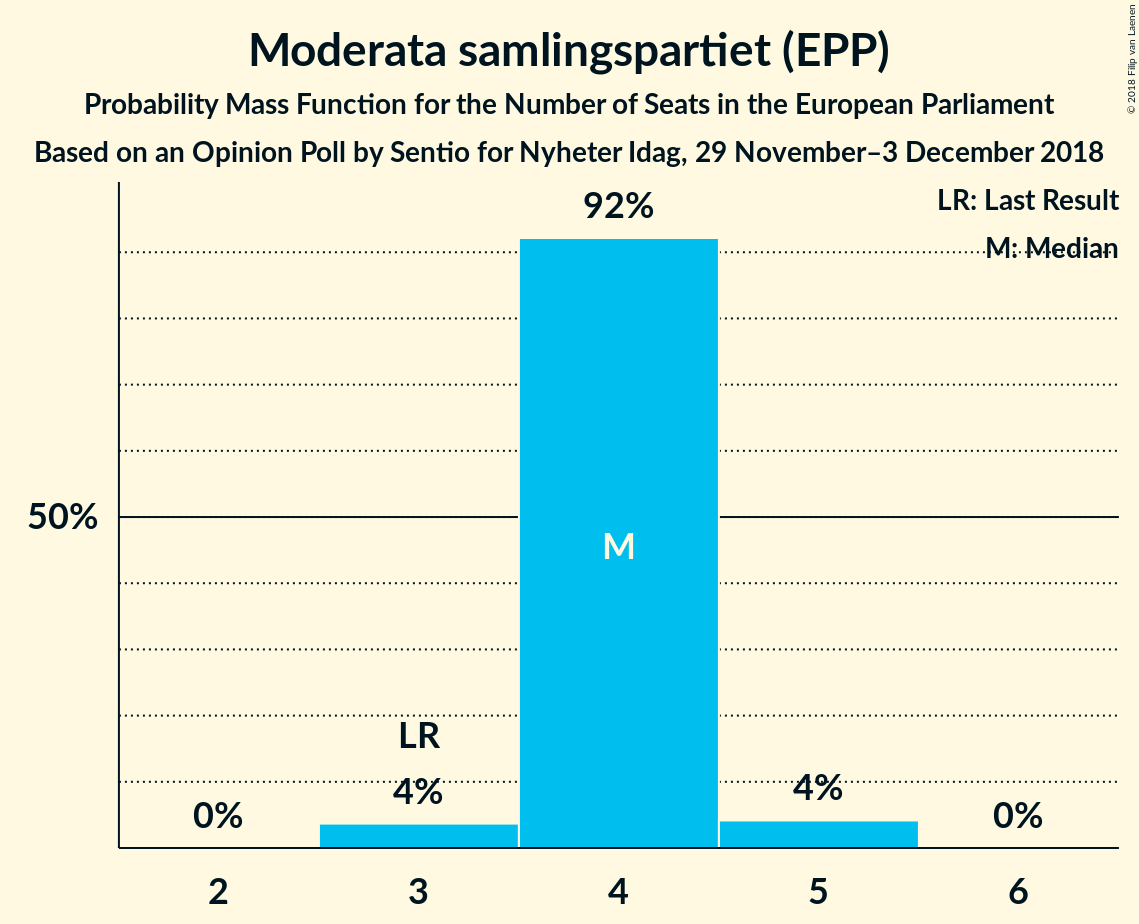 Moderata samlingspartiet (EPP)
Probability Mass Function for the Number of Seats in the European Parliament
Based on an Opinion Poll by Sentio for Nyheter Idag, 29 November–3 December 2018
© 2018 Filip van Laenen
LR: Last Result
M: Median
92%
50%
M
LR
4%
4%
0%
0%
2 3 4 5 6